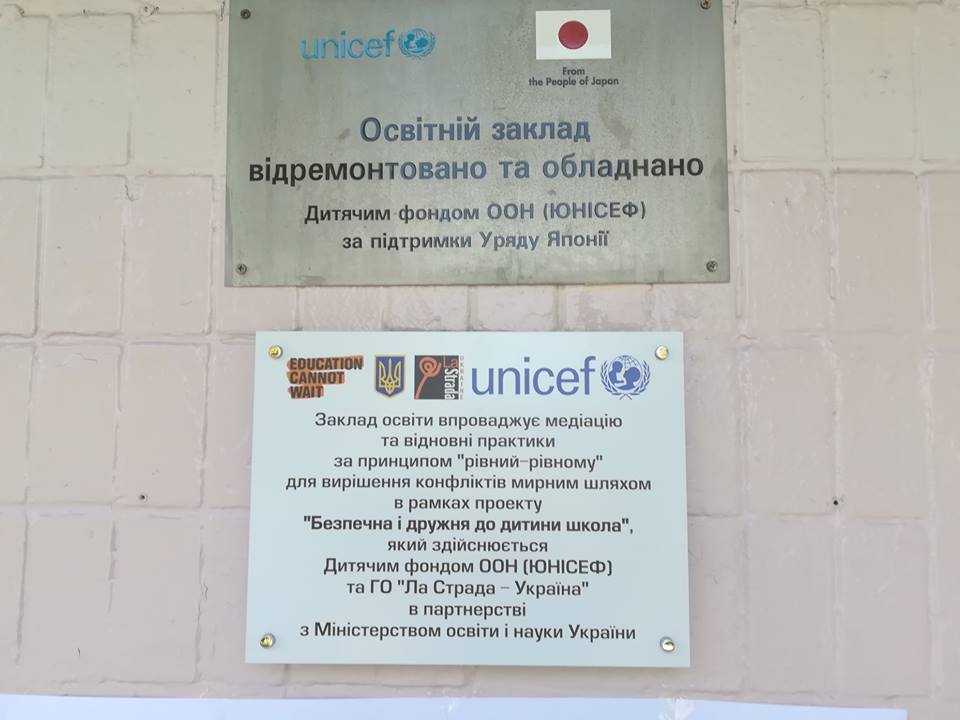 unicef
From
the People of Japan
Освітній заклад
відремонтовано та обладнано
Дитячим фондом ООН (ЮНІСЕФ)
за підтримки Уряду Японії
EDUCATION
CANNOT
WAIT
La Strada
UKRAINE
unicef
Заклад освіти впроваджує медіацію
та відновні практики
за принципом "рівний–рівному"
для вирішення конфліктів мирним шляхом
в рамках проекту
"Безпечна і дружня до дитини школа",
який здійснюється
Дитячим фондом ООН (ЮНІСЕФ)
та ГО "Ла Страда – Україна"
в партнерстві
з Міністерством освіти і науки України